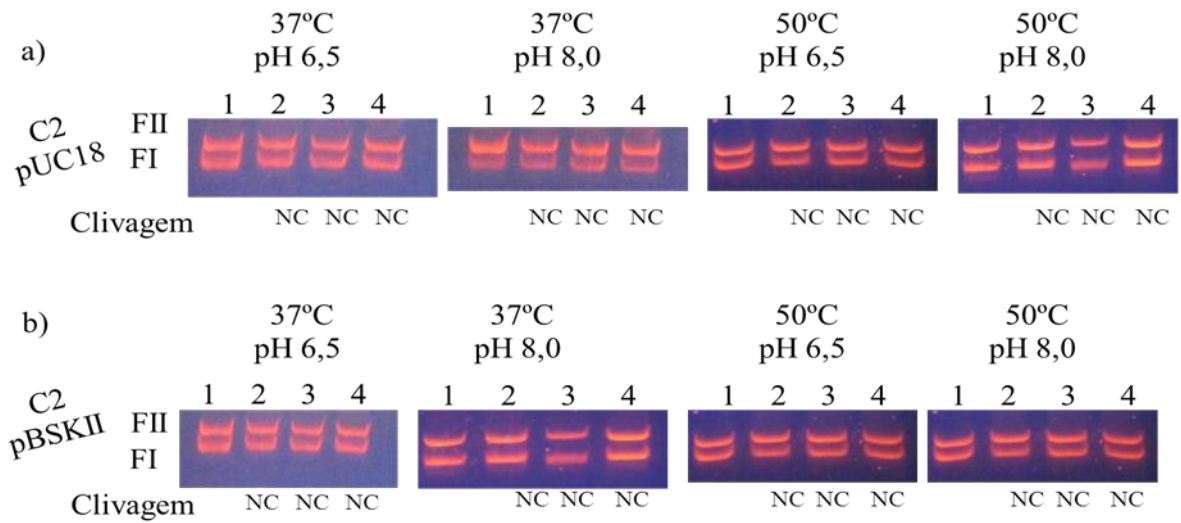 a)
37ºC 37ºC 50ºC 50ºC
pH 6,5 pH 8,0 pH 6,5 pH 8,0
1 2 3 4 1 2 3 4 1 2 3 4 1 2 3 4
C2
pUC18
FII
FI
Clivagem NC NC NC NC NC NC NC NC NC NC NC NC
b)
37ºC 37ºC 50ºC 50ºC
pH 6,5 pH 8,0 pH 6,5 pH 8,0
1 2 3 4 1 2 3 4 1 2 3 4 1 2 3 4
C2
pBSKII
FII
FI
Clivagem NC NC NC NC NC NC NC NC NC NC NC NC